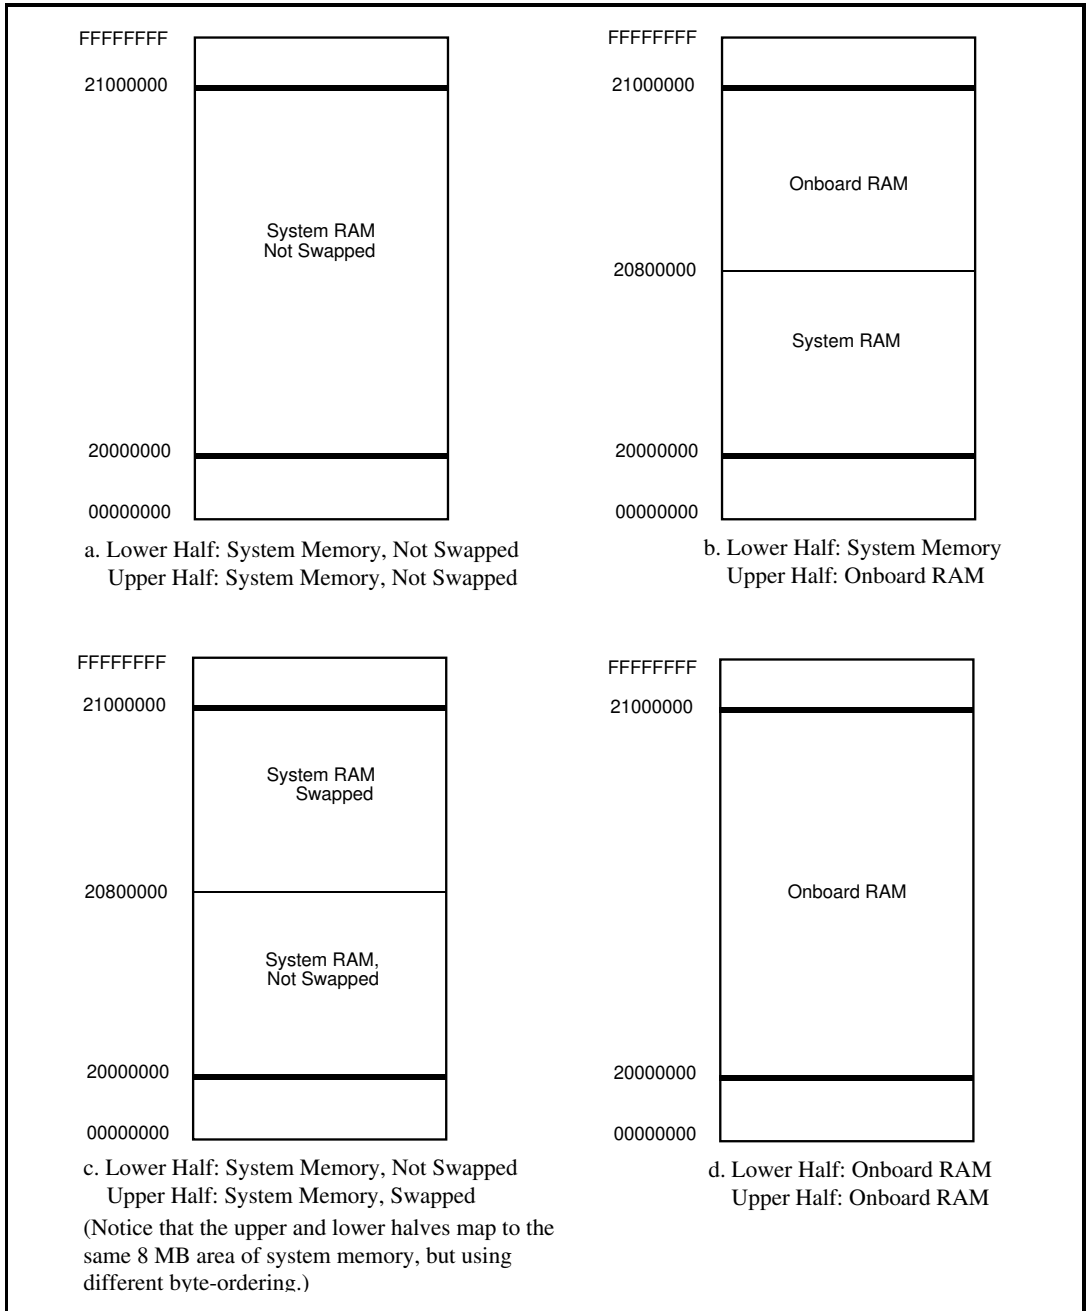 FFFFFFFF
21000000
System RAM
Not Swapped
20000000
00000000
a. Lower Half: System Memory, Not Swapped
Upper Half: System Memory, Not Swapped
FFFFFFFF
21000000
Onboard RAM
20800000
System RAM
20000000
00000000
b. Lower Half: System Memory
Upper Half: Onboard RAM
FFFFFFFF
21000000
System RAM
Swapped
20800000
System RAM,
Not Swapped
20000000
00000000
c. Lower Half: System Memory, Not Swapped
Upper Half: System Memory, Swapped
(Notice that the upper and lower halves map to the
same 8 MB area of system memory, but using
different byte-ordering.)
FFFFFFFF
21000000
Onboard RAM
20000000
00000000
d. Lower Half: Onboard RAM
Upper Half: Onboard RAM